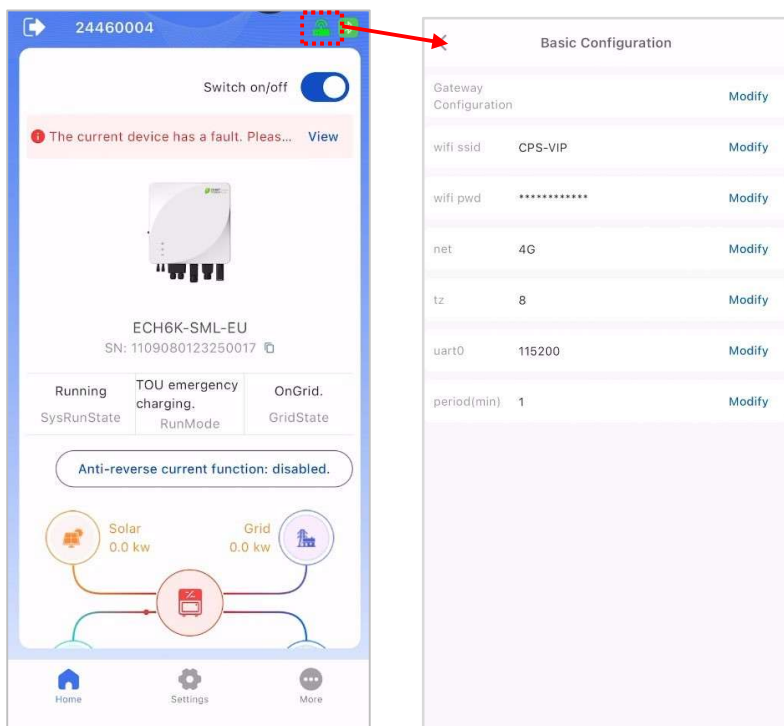 24460004
Switch on/off
The current device has a fault. Pleas... View
ECH6K-SML-EU
SN: 1109080123250017
Running
SysRunState
TOU emergency
charging.
RunMode
OnGrid.
GridState
Anti-reverse current function: disabled.
Solar
0.0 kw
Grid
0.0 kw
Home
Settings
More
Basic Configuration
Gateway
Configuration
Modify
wifi ssid CPS-VIP Modify
wifi pwd ************ Modify
net 4G Modify
tz 8 Modify
uart0 115200 Modify
period(min) 1 Modify